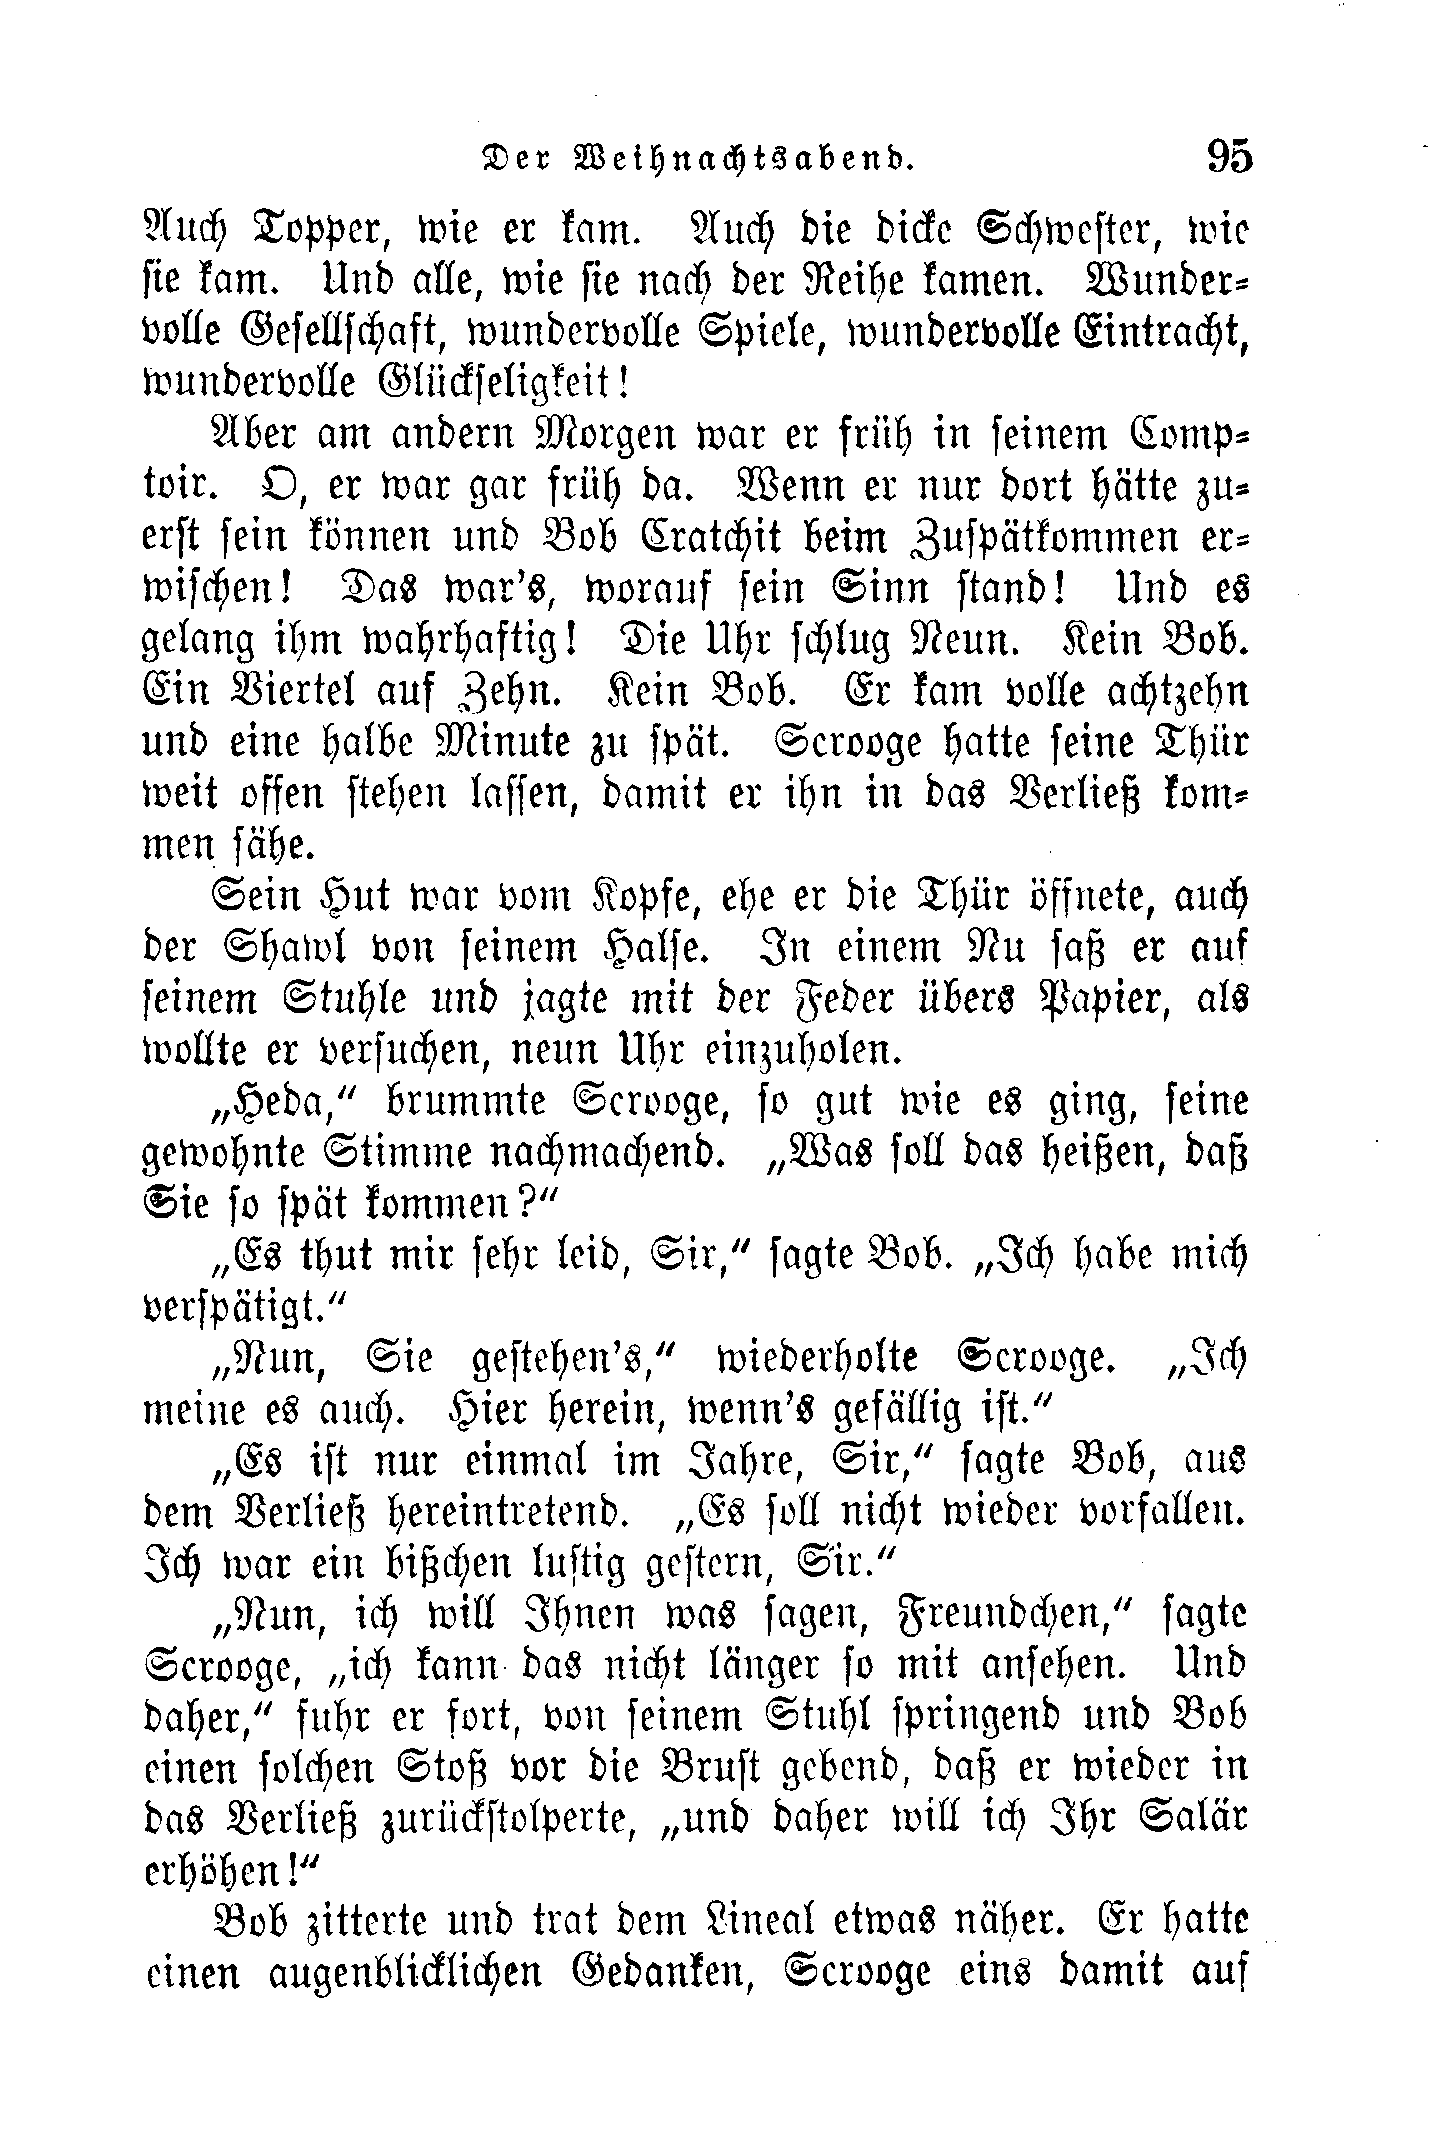 Der Weihnachtsabend. 95
Auch Topper, wie er kam. Auch die dicke Schwester, wie
sie kam. Und alle, wie sie nach der Reihe kamen. Wunder-
volle Gesellschaft, wundervolle Spiele, wundervolle Eintracht,
wundervolle Glückseligkeit!
Aber am andern Morgen war er früh in seinem Comp-
toir. O, er war gar früh da. Wenn er nur dort hätte zu-
erst sein können und Bob Cratchit beim Zuspätkommen er-
wischen! Das war's, worauf sein Sinn stand! Und es
gelang ihm wahrhaftig! Die Uhr schlug Neun. Kein Bob.
Ein Viertel auf Zehn. Kein Bob. Er kam volle achtzehn
und eine halbe Minute zu spät. Scrooge hatte seine Thür
weit offen stehen lassen, damit er ihn in das Verließ kom-
men sähe.
Sein Hut war vom Kopfe, ehe er die Thür öffnete, auch
der Shawl von seinem Halse. In einem Nu saß er auf
seinem Stuhle und jagte mit der Feder übers Papier, als
wollte er versuchen, neun Uhr einzuholen.
„Heda,“ brummte Scrooge, so gut wie es ging, seine
gewohnte Stimme nachmachend. „Was soll das heißen, daß
Sie so spät kommen?“
„Es thut mir sehr leid, Sir,“ sagte Bob. „Ich habe mich
verspätigt.“
„Nun, Sie gestehen's,“ wiederholte Scrooge. „Ich
meine es auch. Hier herein, wenn's gefällig ist.“
„Es ist nur einmal im Jahre, Sir,“ sagte Bob, aus
dem Verließ hereintretend. „Es soll nicht wieder vorfallen.
Ich war ein bißchen lustig gestern, Sir.“
„Nun, ich will Ihnen was sagen, Freundchen,“ sagte
Scrooge, „ich kann das nicht länger so mit ansehen. Und
daher,“ fuhr er fort, von seinem Stuhl springend und Bob
einen solchen Stoß vor die Brust gebend, daß er wieder in
das Verließ zurückstolperte, „und daher will ich Ihr Salär
erhöhen!“
Bob zitterte und trat dem Lineal etwas näher. Er hatte
einen augenblicklichen Gedanken, Scrooge eins damit auf